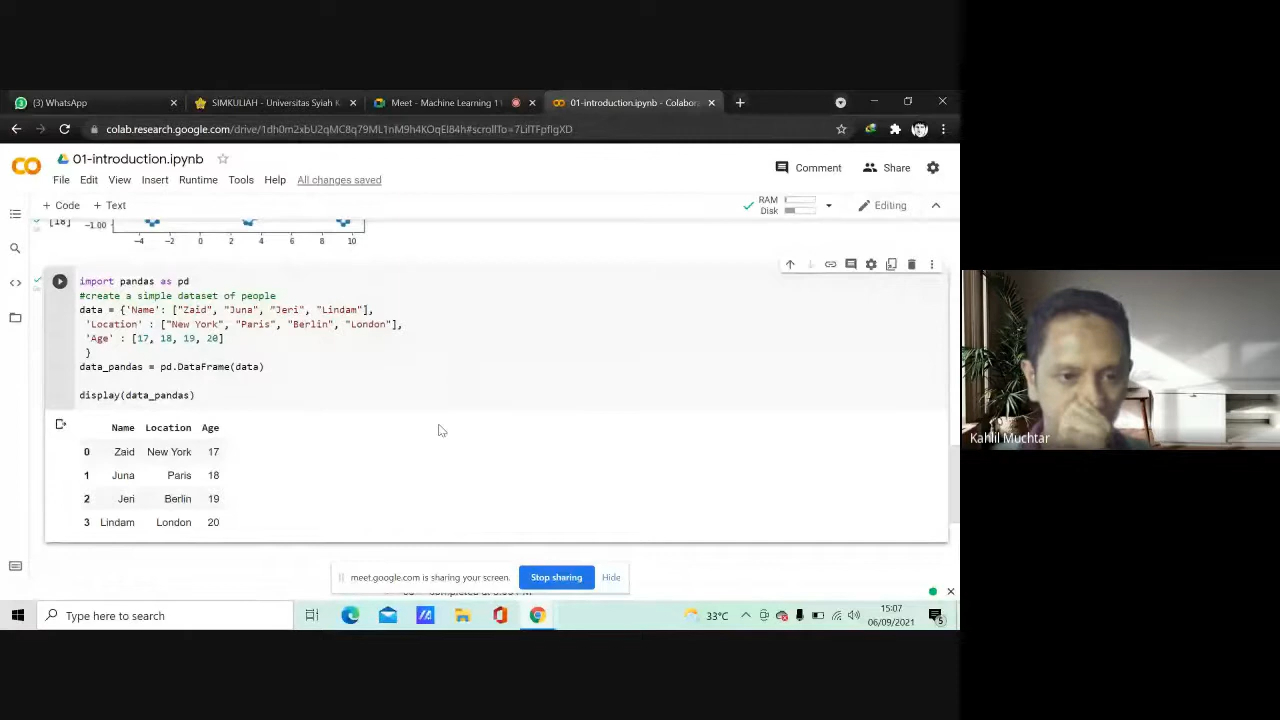 (3) WhatsApp
SIMKULIAH - Universitas Syiah K
Meet - Machine Learning 1
01-introduction.ipynb - Colabor
colab.research.google.com/drive/1dh0m2xbU2qMC8q79ML1nM9h4KOqEl84h#scrollTo=7LilTFpflgXD
01-introduction.ipynb
Comment
Share
File Edit View Insert Runtime Tools Help All changes saved
+ Code + Text
RAM
Disk
Editing
[18]
-1.00
-4 -2 0 2 4 6 8 10
import pandas as pd
#create a simple dataset of people
data = {'Name': ["Zaid", "Juna", "Jeri", "Lindam"],
'Location' : ["New York", "Paris", "Berlin", "London"],
'Age' : [17, 18, 19, 20]
}
data_pandas = pd.DataFrame(data)
display(data_pandas)
Name Location Age
0 Zaid New York 17
1 Juna Paris 18
2 Jeri Berlin 19
3 Lindam London 20
Kahlil Muchtar
meet.google.com is sharing your screen.
Stop sharing
Hide
Type here to search
33°C
15:07
06/09/2021
5